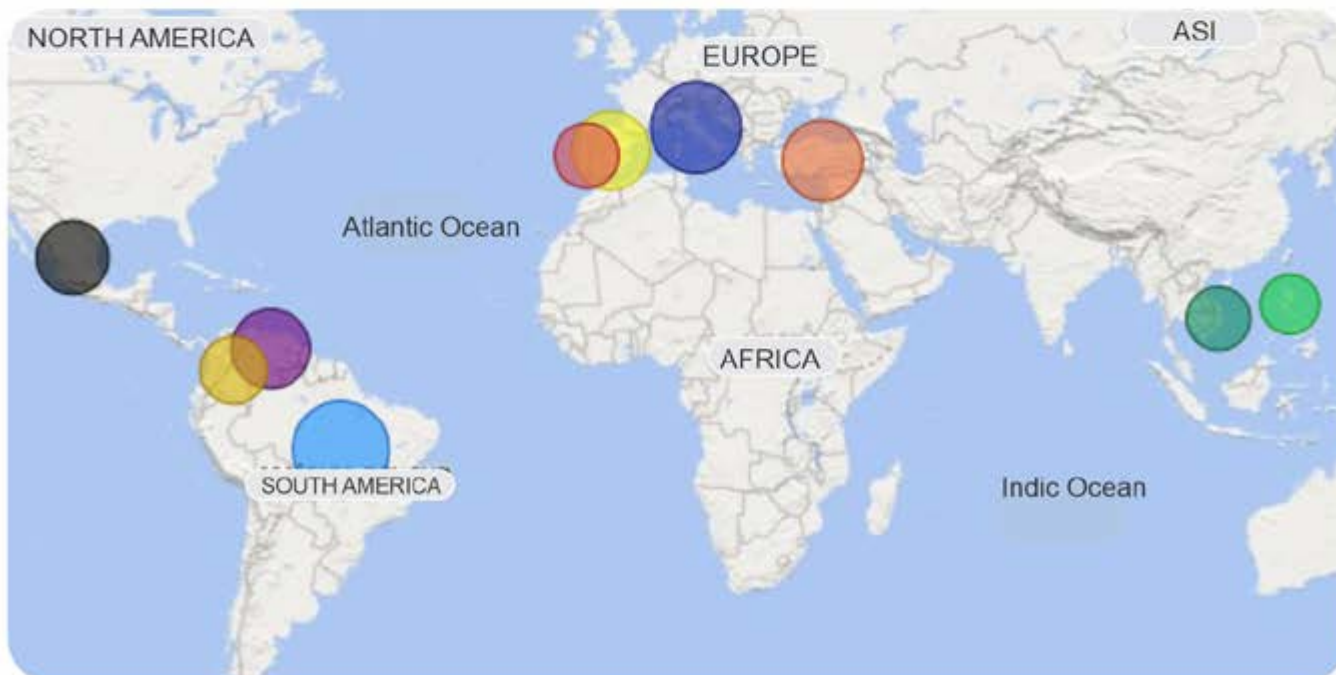 NORTH AMERICA
ASI
EUROPE
Atlantic Ocean
AFRICA
SOUTH AMERICA
Indic Ocean